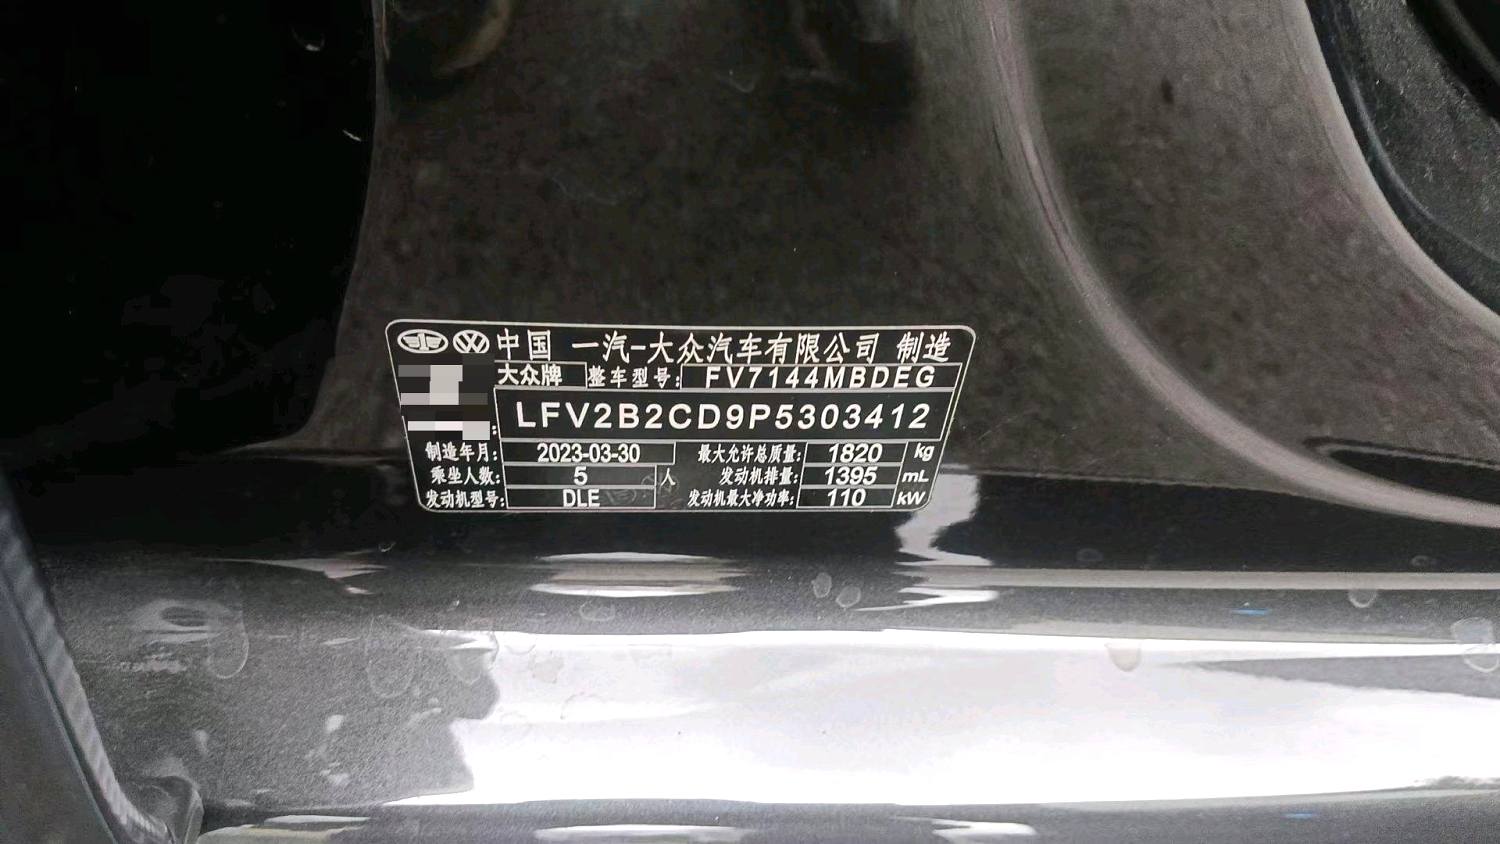 中国 一汽-大众汽车有限公司 制造
大众牌 整车型号: FV7144MBDEG
: LFV2B2CD9P5303412
制造年月: 2023-03-30 最大允许总质量: 1820 kg
乘坐人数: 5 人 发动机排量: 1395 mL
发动机型号: DLE 发动机最大净功率: 110 kW